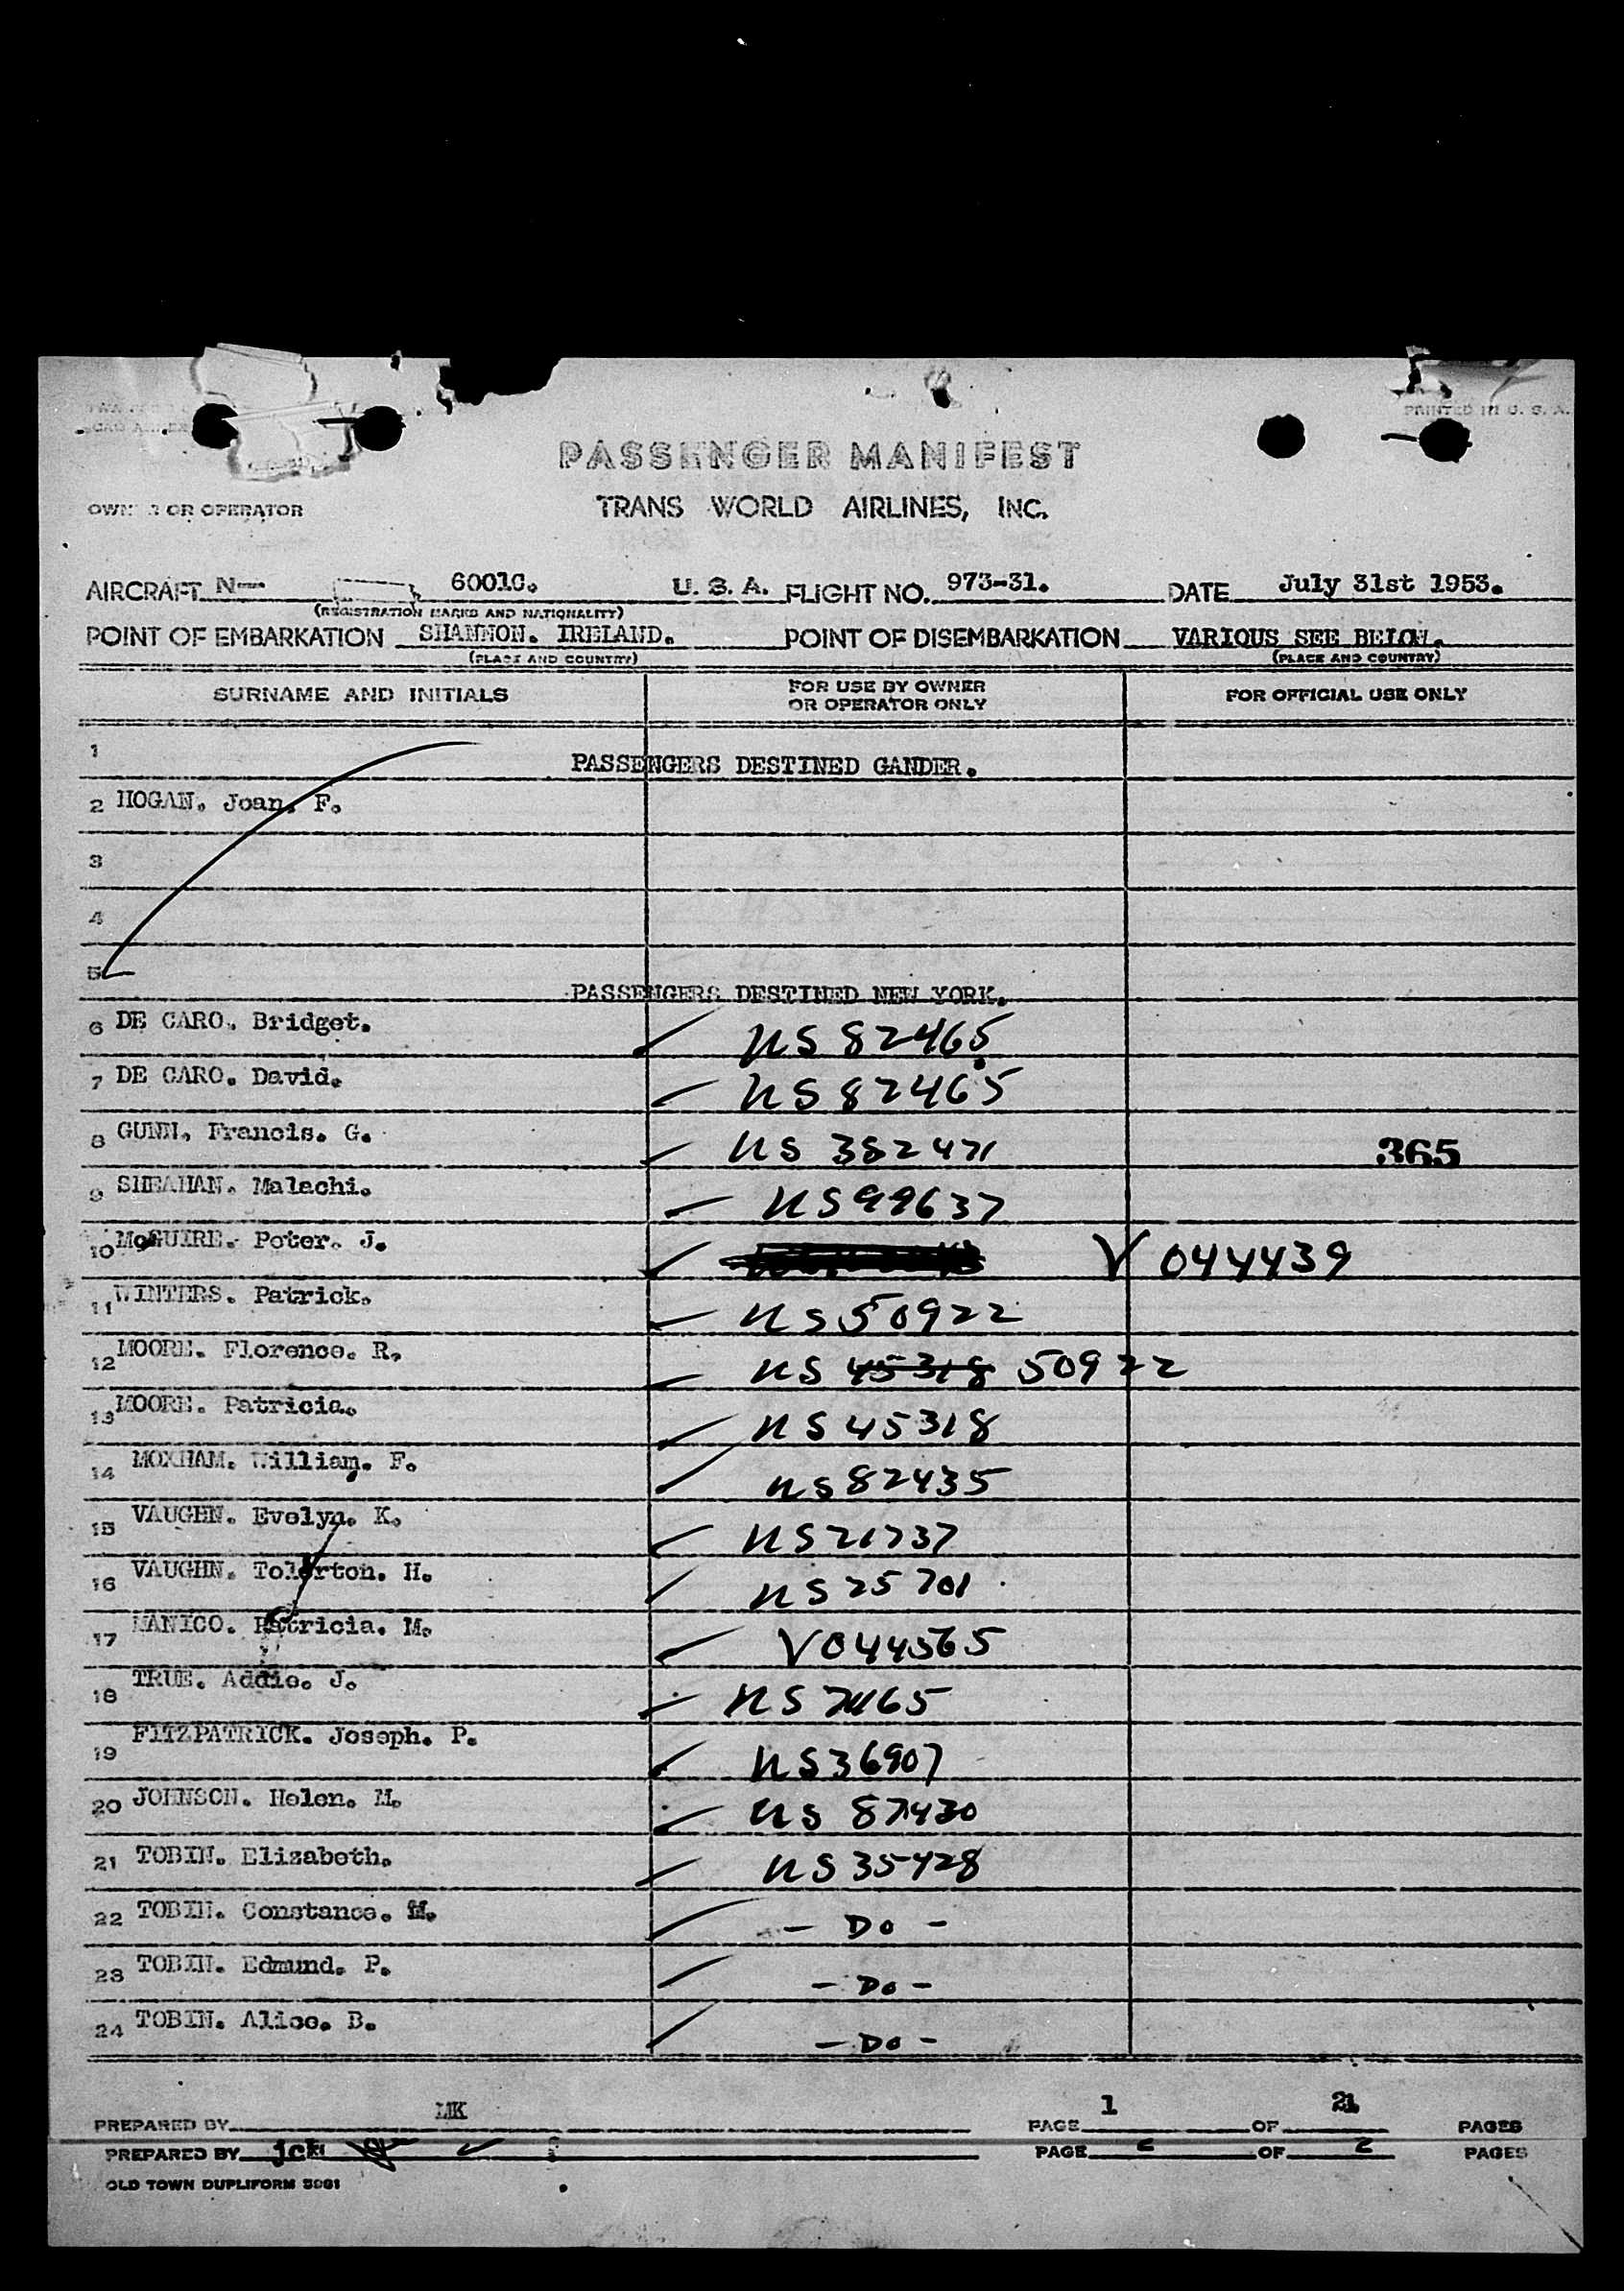 PRINTED IN U. S. A.
PASSENGER MANIFEST
OWNER OR OPERATOR
TRANS WORLD AIRLINES, INC.
AIRCRAFT N— 6001C. U. S. A. FLIGHT NO. 973-31. DATE July 31st 1953.
(REGISTRATION MARKS AND NATIONALITY)
POINT OF EMBARKATION SHANNON. IRELAND. POINT OF DISEMBARKATION VARIOUS SEE BELOW.
(PLACE AND COUNTRY) (PLACE AND COUNTRY)
SURNAME AND INITIALS FOR USE BY OWNER OR OPERATOR ONLY FOR OFFICIAL USE ONLY
1 PASSENGERS DESTINED GANDER.
2 HOGAN. Joan. F.
3
4
5 PASSENGERS DESTINED NEW YORK.
6 DE CARO. Bridget. US 82465
7 DE CARO. David. US 82465
8 GUNN. Francis. G. US 382471 365
9 SHEAHAN. Malachi. US 99637
10 McGUIRE. Peter. J. V 044439
11 WINTERS. Patrick. US 50922
12 MOORE. Florence. R. US 45318 50922
13 MOORE. Patricia. US 45318
14 MOXHAM. William. F. US 82435
15 VAUGHN. Evelyn. K. US 21737
16 VAUGHN. Tolerton. H. US 25701
17 MANICO. Patricia. M. V 044565
18 TRUE. Addie. J. US
19 FITZPATRICK. Joseph. P. US 36907
20 JOHNSON. Helen. M. US 87430
21 TOBIN. Elizabeth. US 35428
22 TOBIN. Constance. M. - Do -
23 TOBIN. Edmund. P. - Do -
24 TOBIN. Alice. B. - Do -
PREPARED BY MK PAGE 1 OF 2 PAGES
PREPARED BY jck PAGE 2 OF 2 PAGES
OLD TOWN DUPLIFORM 5061